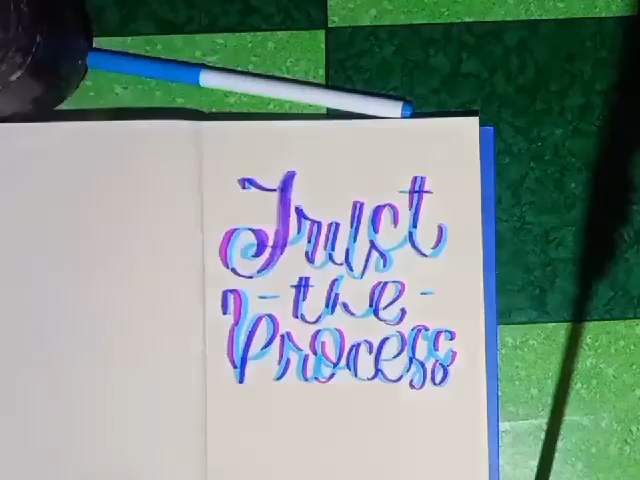 Trust
- the -
Process